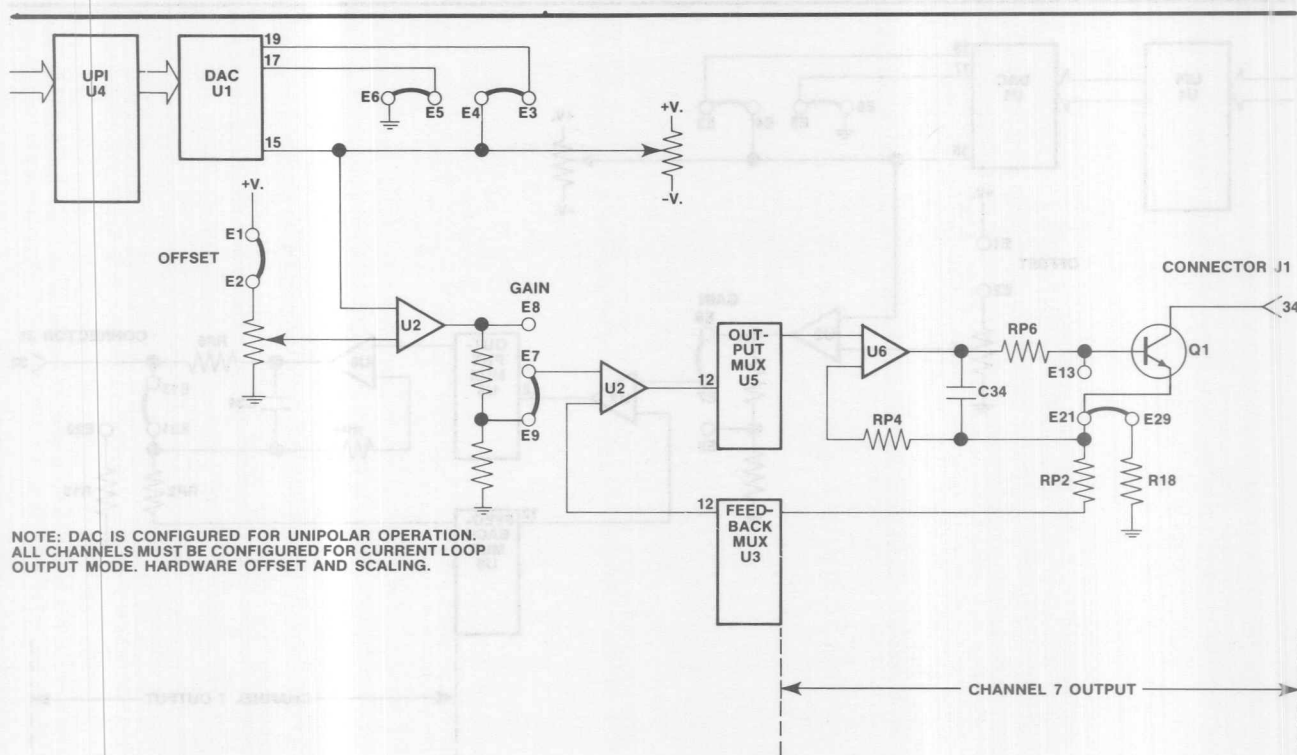 UPI
U4
DAC
U1
19
17
15
E6
E5
E4
E3
+V.
-V.
+V.
E1
OFFSET
E2
U2
GAIN
E8
E7
E9
U2
12
OUT-
PUT
MUX
U5
U6
RP4
C34
RP6
E13
E21
E29
Q1
CONNECTOR J1
34
RP2
R18
12
FEED-
BACK
MUX
U3
NOTE: DAC IS CONFIGURED FOR UNIPOLAR OPERATION.
ALL CHANNELS MUST BE CONFIGURED FOR CURRENT LOOP
OUTPUT MODE. HARDWARE OFFSET AND SCALING.
CHANNEL 7 OUTPUT